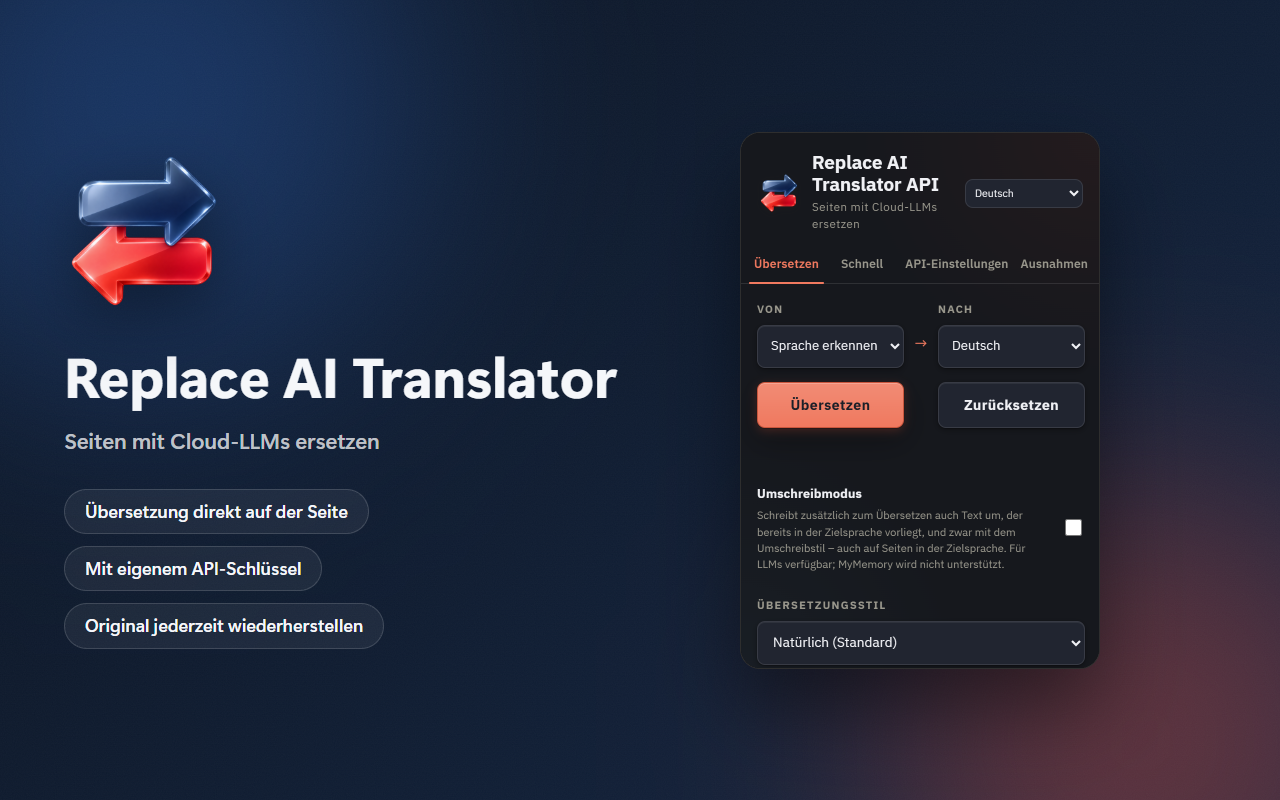 Replace AI Translator
Seiten mit Cloud-LLMs ersetzen
Übersetzung direkt auf der Seite
Mit eigenem API-Schlüssel
Original jederzeit wiederherstellen
Replace AI
Translator API
Seiten mit Cloud-LLMs
ersetzen
Deutsch
Übersetzen Schnell API-Einstellungen Ausnahmen
VON NACH
Sprache erkennen → Deutsch
Übersetzen Zurücksetzen
Umschreibmodus
Schreibt zusätzlich zum Übersetzen auch Text um, der
bereits in der Zielsprache vorliegt, und zwar mit dem
Umschreibstil – auch auf Seiten in der Zielsprache. Für
LLMs verfügbar; MyMemory wird nicht unterstützt.
ÜBERSETZUNGSSTIL
Natürlich (Standard)